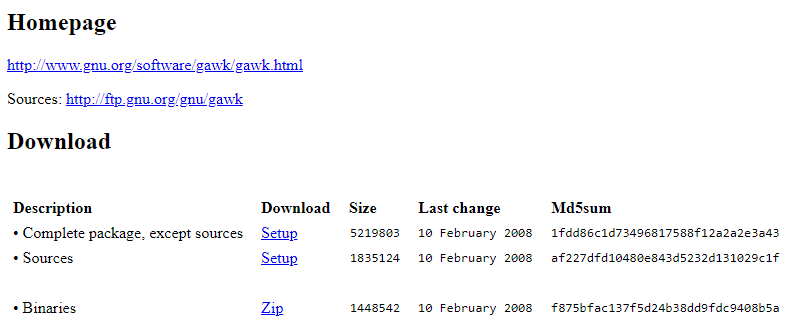 Homepage
http://www.gnu.org/software/gawk/gawk.html
Sources: http://ftp.gnu.org/gnu/gawk
Download
Description Download Size Last change Md5sum
• Complete package, except sources Setup 5219803 10 February 2008 1fdd86c1d73496817588f12a2a2e3a43
• Sources Setup 1835124 10 February 2008 af227dfd10480e843d5232d131029c1f
• Binaries Zip 1448542 10 February 2008 f875bfac137f5d24b38dd9fdc9408b5a